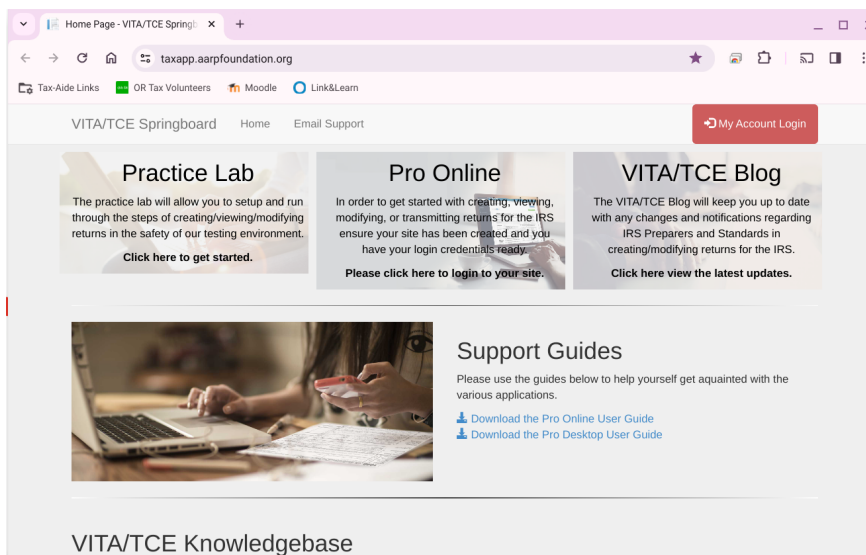 Home Page - VITA/TCE Springb
taxapp.aarpfoundation.org
Tax-Aide Links OR Tax Volunteers Moodle Link&Learn
VITA/TCE Springboard Home Email Support My Account Login
Practice Lab
The practice lab will allow you to setup and run
through the steps of creating/viewing/modifying
returns in the safety of our testing environment.
Click here to get started.
Pro Online
In order to get started with creating, viewing,
modifying, or transmitting returns for the IRS
ensure your site has been created and you
have your login credentials ready.
Please click here to login to your site.
VITA/TCE Blog
The VITA/TCE Blog will keep you up to date
with any changes and notifications regarding
IRS Preparers and Standards in
creating/modifying returns for the IRS.
Click here view the latest updates.
Support Guides
Please use the guides below to help yourself get aquainted with the
various applications.
Download the Pro Online User Guide
Download the Pro Desktop User Guide
VITA/TCE Knowledgebase